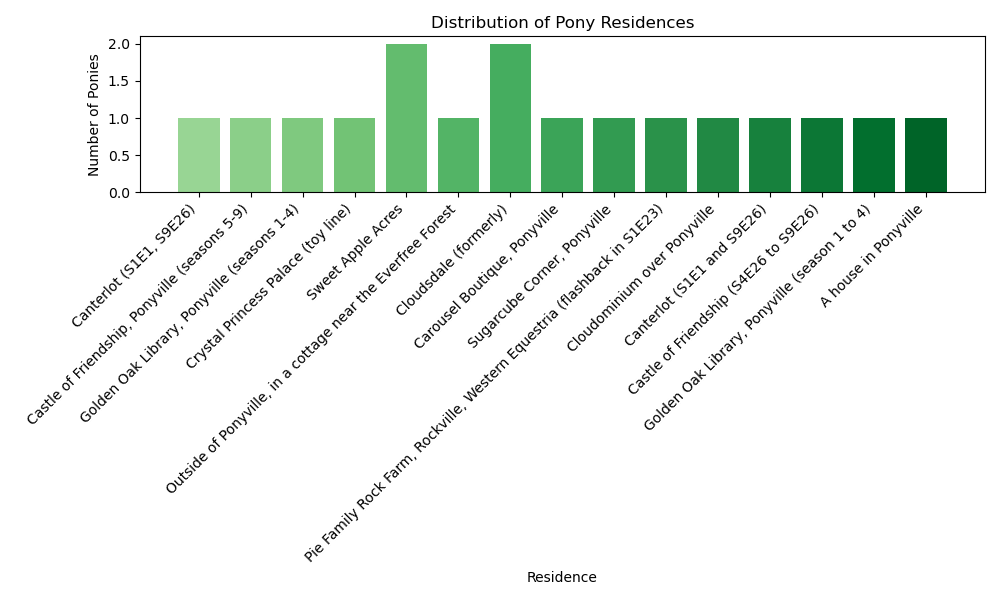 Distribution of Pony Residences
Number of Ponies
2.0
1.5
1.0
0.5
0.0
Canterlot (S1E1, S9E26)
Castle of Friendship, Ponyville (seasons 5-9)
Golden Oak Library, Ponyville (seasons 1-4)
Crystal Princess Palace (toy line)
Sweet Apple Acres
Outside of Ponyville, in a cottage near the Everfree Forest
Cloudsdale (formerly)
Carousel Boutique, Ponyville
Sugarcube Corner, Ponyville
Pie Family Rock Farm, Rockville, Western Equestria (flashback in S1E23)
Cloudominium over Ponyville
Canterlot (S1E1 and S9E26)
Castle of Friendship (S4E26 to S9E26)
Golden Oak Library, Ponyville (season 1 to 4)
A house in Ponyville
Residence